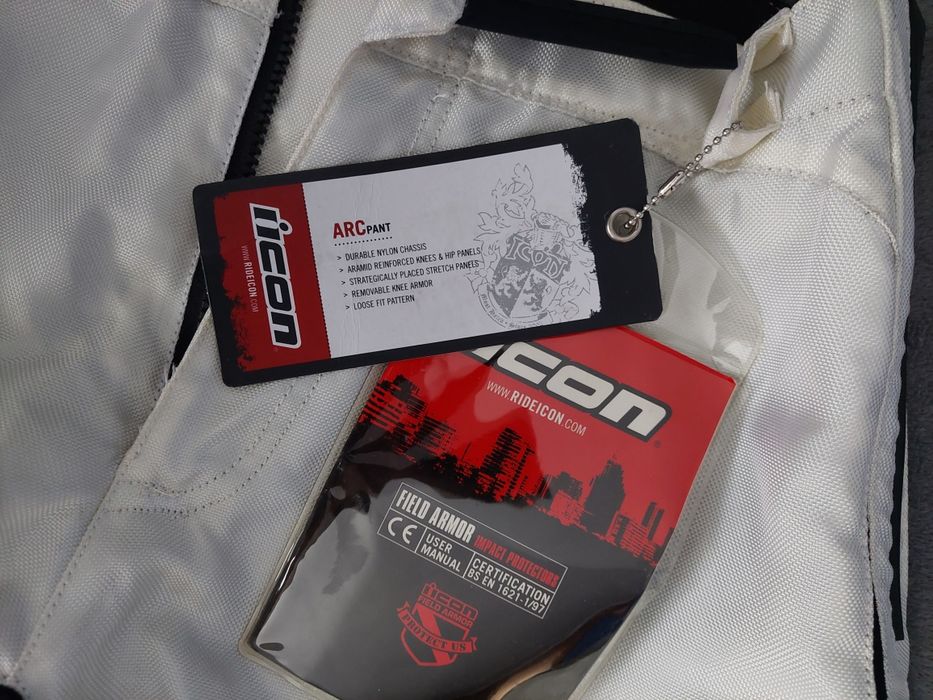 icon
WWW.RIDEICON.COM
ARC PANT
> DURABLE NYLON CHASSIS
> ARAMID REINFORCED KNEES & HIP PANELS
> STRATEGICALLY PLACED STRETCH PANELS
> REMOVABLE KNEE ARMOR
> LOOSE FIT PATTERN
ICON
icon
WWW.RIDEICON.COM
FIELD ARMOR IMPACT PROTECTORS
CE
USER
MANUAL
CERTIFICATION
BS EN 1621-1/97
icon
FIELD ARMOR
PROTECT US